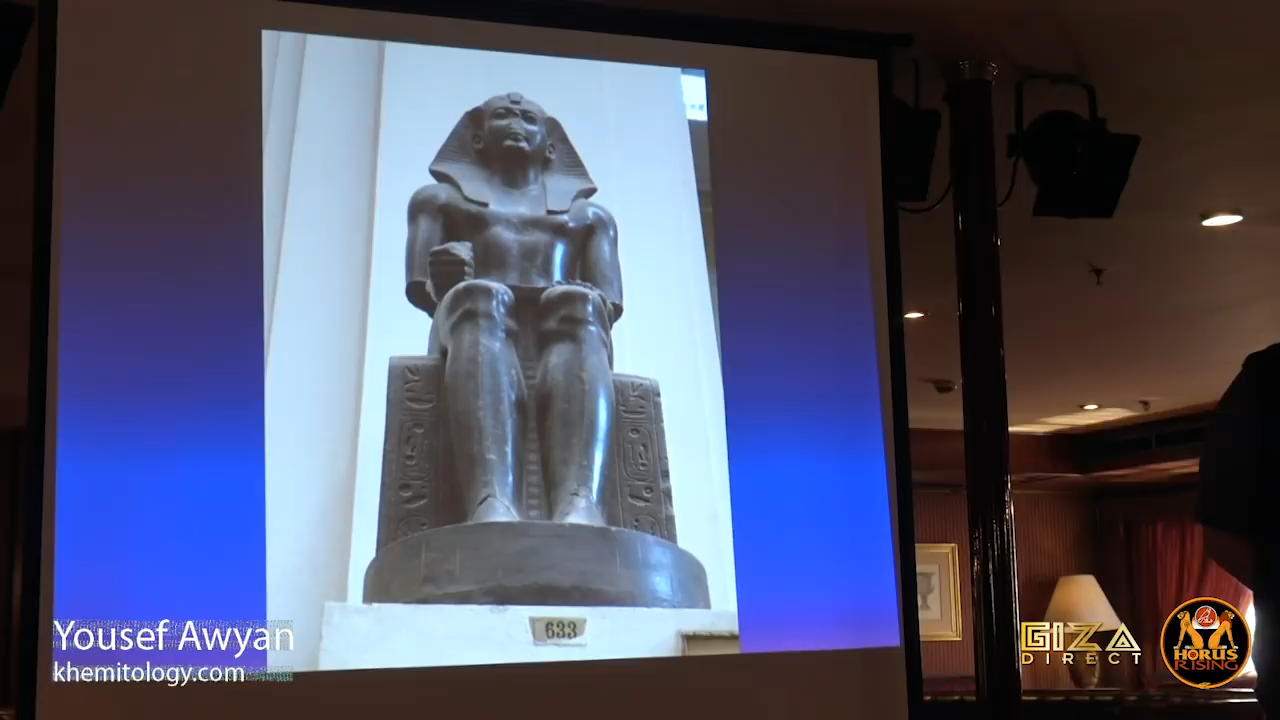 633
Yousef Awyan
khemitology.com
GIZA
DIRECT
HORUS
RISING